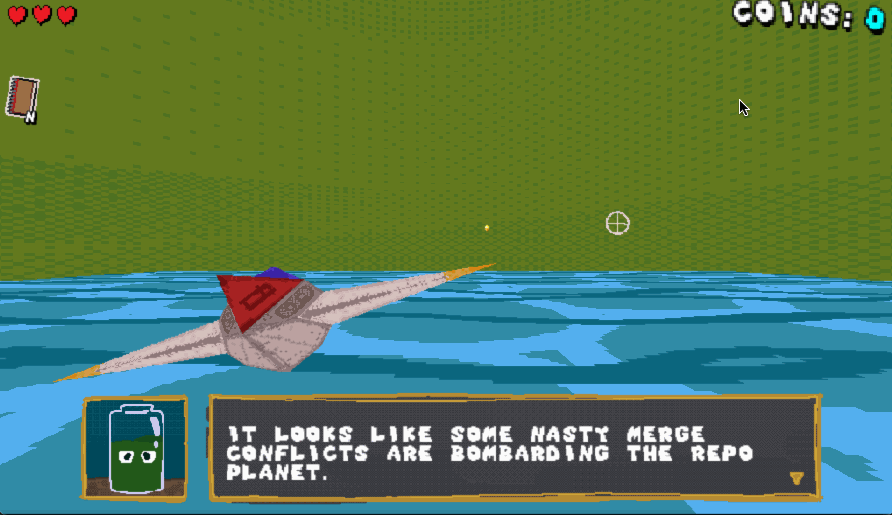 COINS: 0
N
IT LOOKS LIKE SOME NASTY MERGE
CONFLICTS ARE BOMBARDING THE REPO
PLANET.